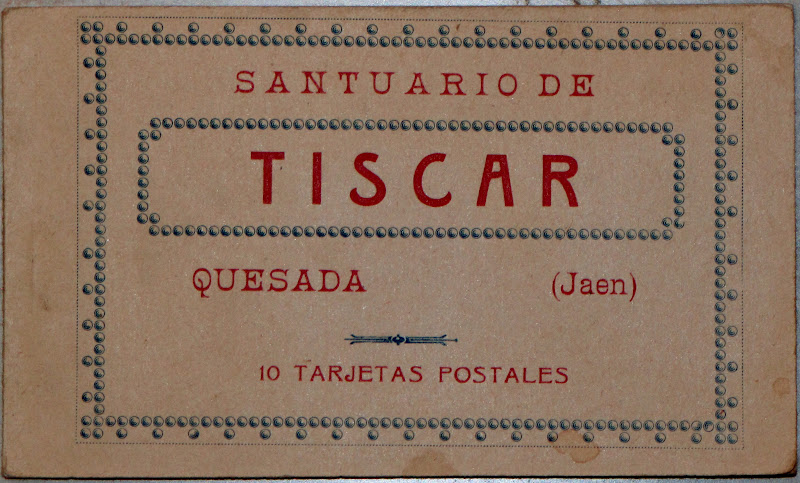 SANTUARIO DE
TISCAR
QUESADA (Jaen)
10 TARJETAS POSTALES